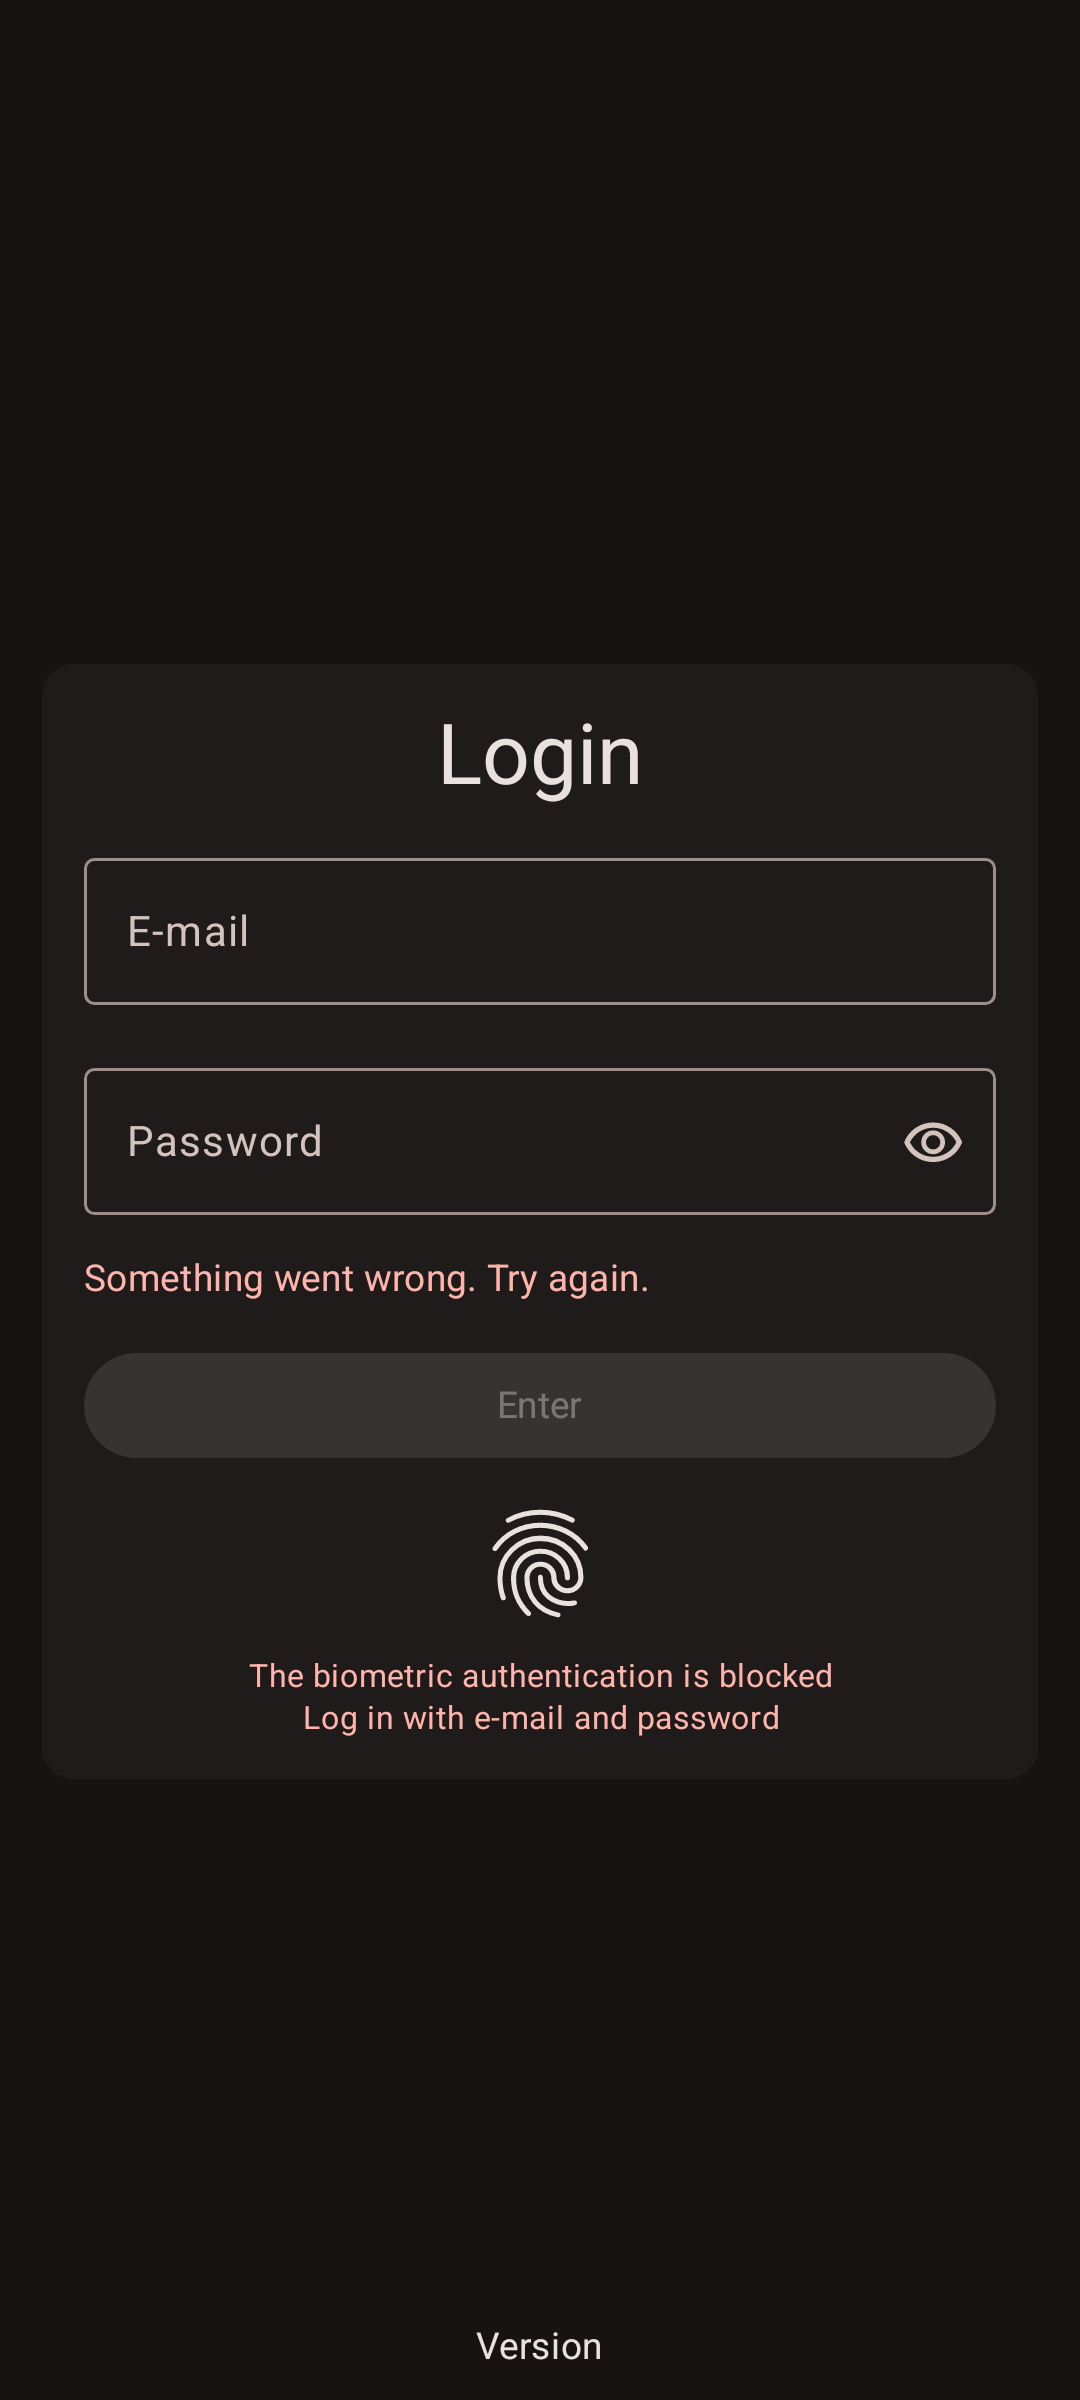 Login
E-mail
Password
Something went wrong. Try again.
Enter
The biometric authentication is blocked
Log in with e-mail and password
Version